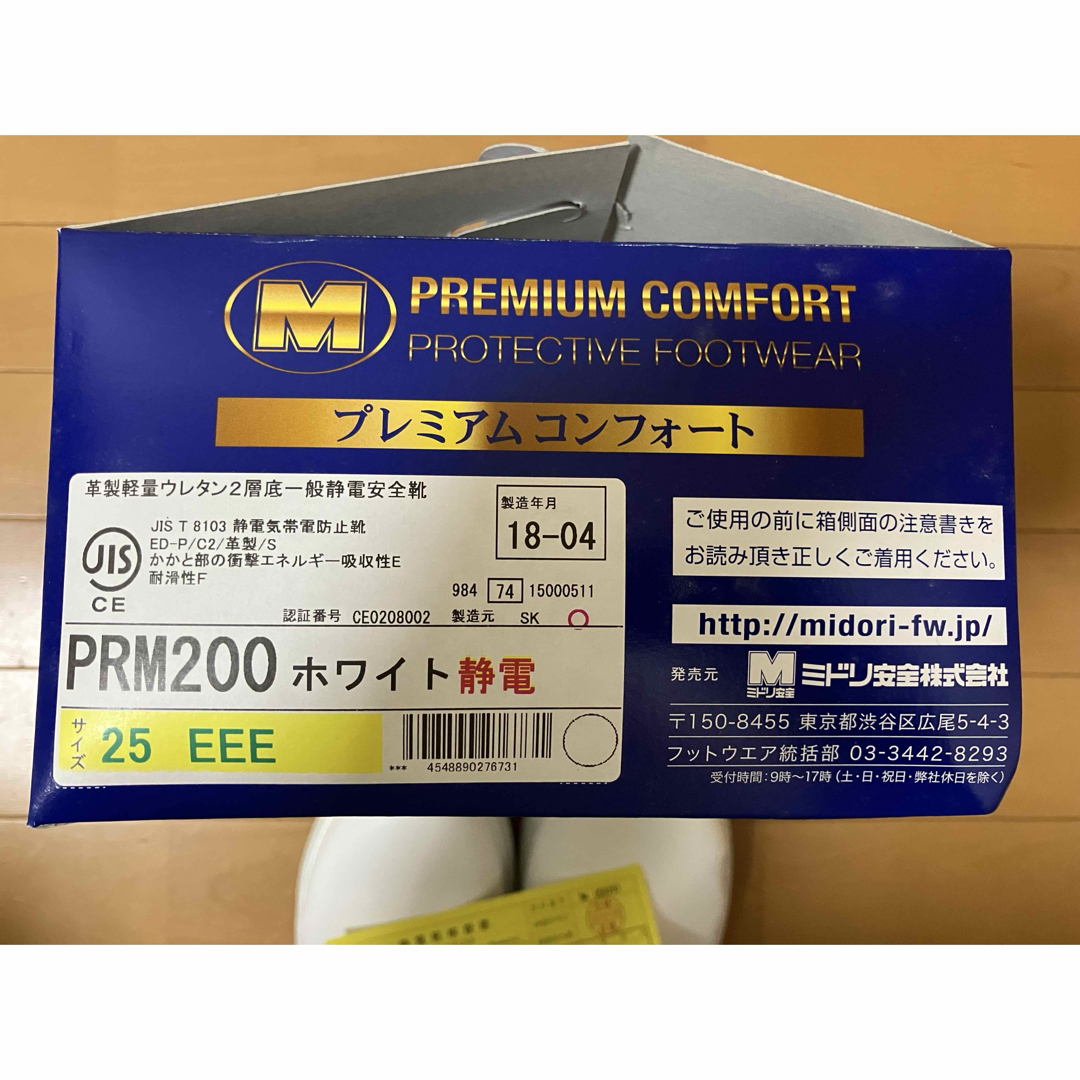 M PREMIUM COMFORT
PROTECTIVE FOOTWEAR
プレミアムコンフォート
革製軽量ウレタン2層底一般静電安全靴
JIS
CE
JIS T 8103 静電気帯電防止靴
ED-P/C2/革製/S
かかと部の衝撃エネルギー吸収性E
耐滑性F
製造年月
18-04
984 74 15000511
認証番号 CE0208002 製造元 SK
PRM200 ホワイト 静電
サイズ 25 EEE
*** 4548890276731
ご使用の前に箱側面の注意書きを
お読み頂き正しくご着用ください。
http://midori-fw.jp/
発売元 M ミドリ安全 ミドリ安全株式会社
〒150-8455 東京都渋谷区広尾5-4-3
フットウエア統括部 03-3442-8293
受付時間:9時～17時(土・日・祝日・弊社休日を除く)